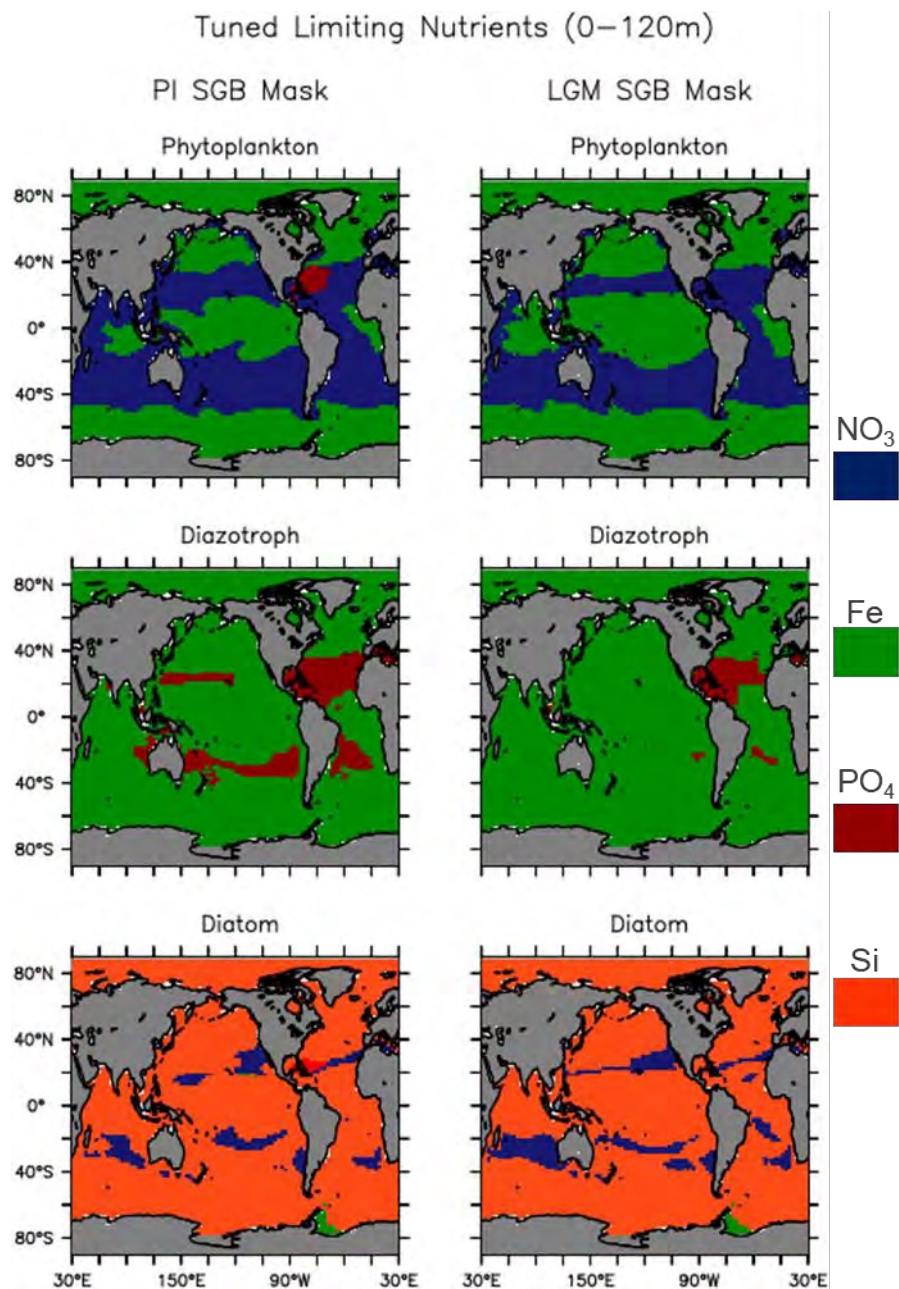 Tuned Limiting Nutrients (0−120m)
PI SGB Mask
LGM SGB Mask
Phytoplankton
Phytoplankton
80°N
40°N
0°
40°S
80°S
NO₃
Diazotroph
Diazotroph
80°N
40°N
0°
40°S
80°S
Fe
PO₄
Diatom
Diatom
80°N
40°N
0°
40°S
80°S
Si
30°E 150°E 90°W 30°E
30°E 150°E 90°W 30°E